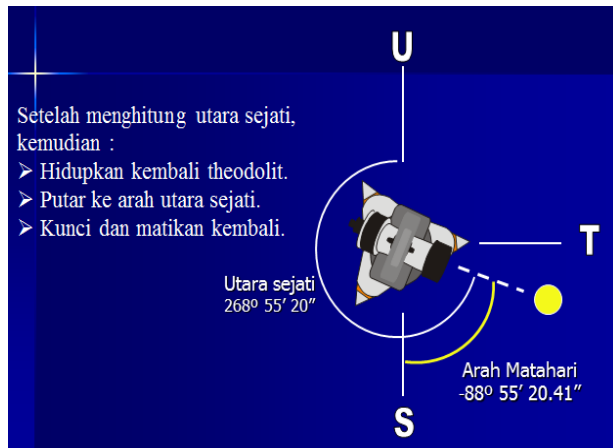 U
Setelah menghitung utara sejati,
kemudian :
➢ Hidupkan kembali theodolit.
➢ Putar ke arah utara sejati.
➢ Kunci dan matikan kembali.
T
Utara sejati
268º 55’ 20”
Arah Matahari
-88º 55’ 20.41”
S